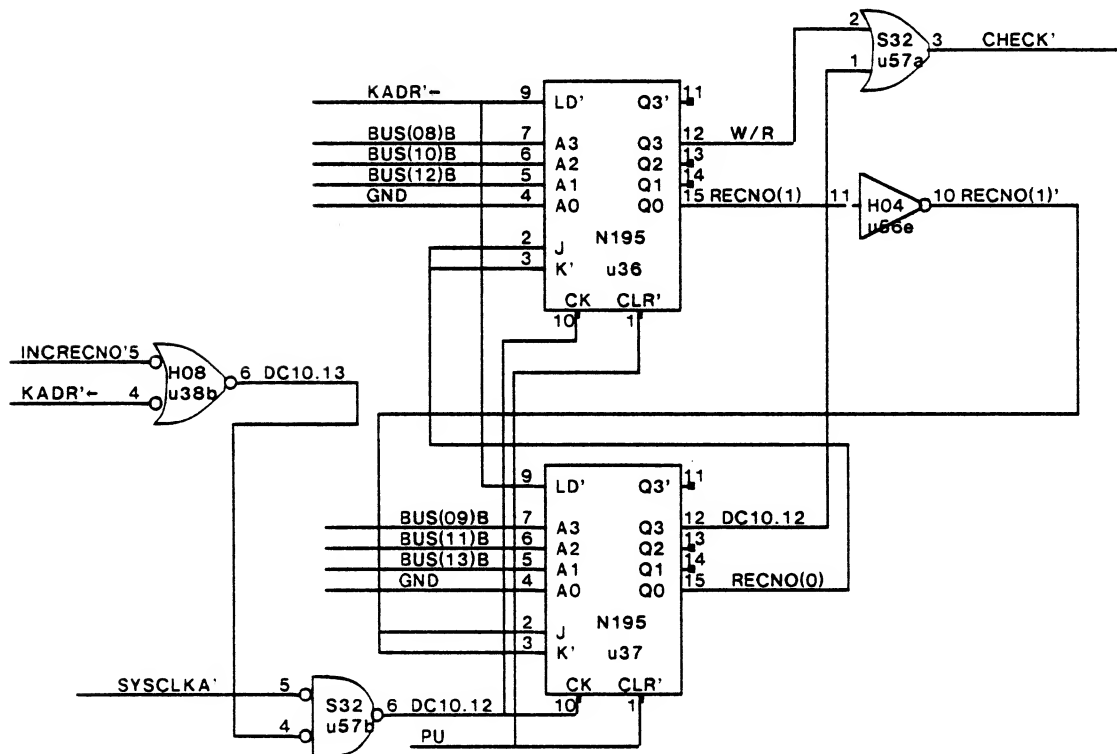 2 S32 u57a 3 CHECK'
1
KADR'- 9 LD' Q3' 11
BUS(08)B 7 A3 Q3 12 W/R
BUS(10)B 6 A2 Q2 13
BUS(12)B 5 A1 Q1 14
GND 4 A0 Q0 15 RECNO(1) 11 H04 u56e 10 RECNO(1)'
2 J N195
3 K' u36
CK CLR'
10 1
INCRECNO' 5 H08 u38b 6 DC10.13
KADR'← 4
9 LD' Q3' 11
BUS(09)B 7 A3 Q3 12 DC10.12
BUS(11)B 6 A2 Q2 13
BUS(13)B 5 A1 Q1 14
GND 4 A0 Q0 15 RECNO(0)
2 J N195
3 K' u37
CK CLR'
SYSCLKA' 5 S32 u57b 6 DC10.12 10 1
4
PU